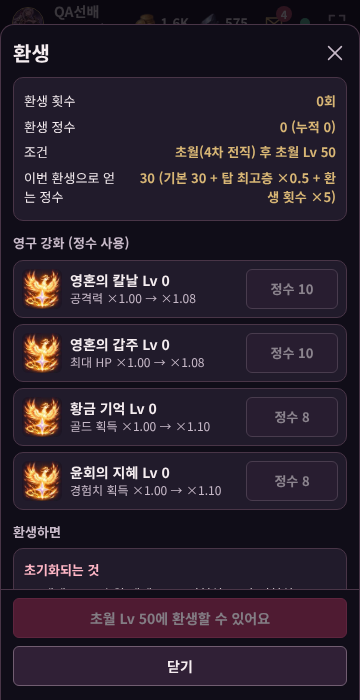 QA선배
1.6K
575
4
환생
환생 횟수
0회
환생 정수
0 (누적 0)
조건
초월(4차 전직) 후 초월 Lv 50
이번 환생으로 얻
는 정수
30 (기본 30 + 탑 최고층 ×0.5 + 환
생 횟수 ×5)
영구 강화 (정수 사용)
영혼의 칼날 Lv 0
공격력 ×1.00 → ×1.08
정수 10
영혼의 갑주 Lv 0
최대 HP ×1.00 → ×1.08
정수 10
황금 기억 Lv 0
골드 획득 ×1.00 → ×1.10
정수 8
윤회의 지혜 Lv 0
경험치 획득 ×1.00 → ×1.10
정수 8
환생하면
초기화되는 것
초월 Lv 50에 환생할 수 있어요
닫기